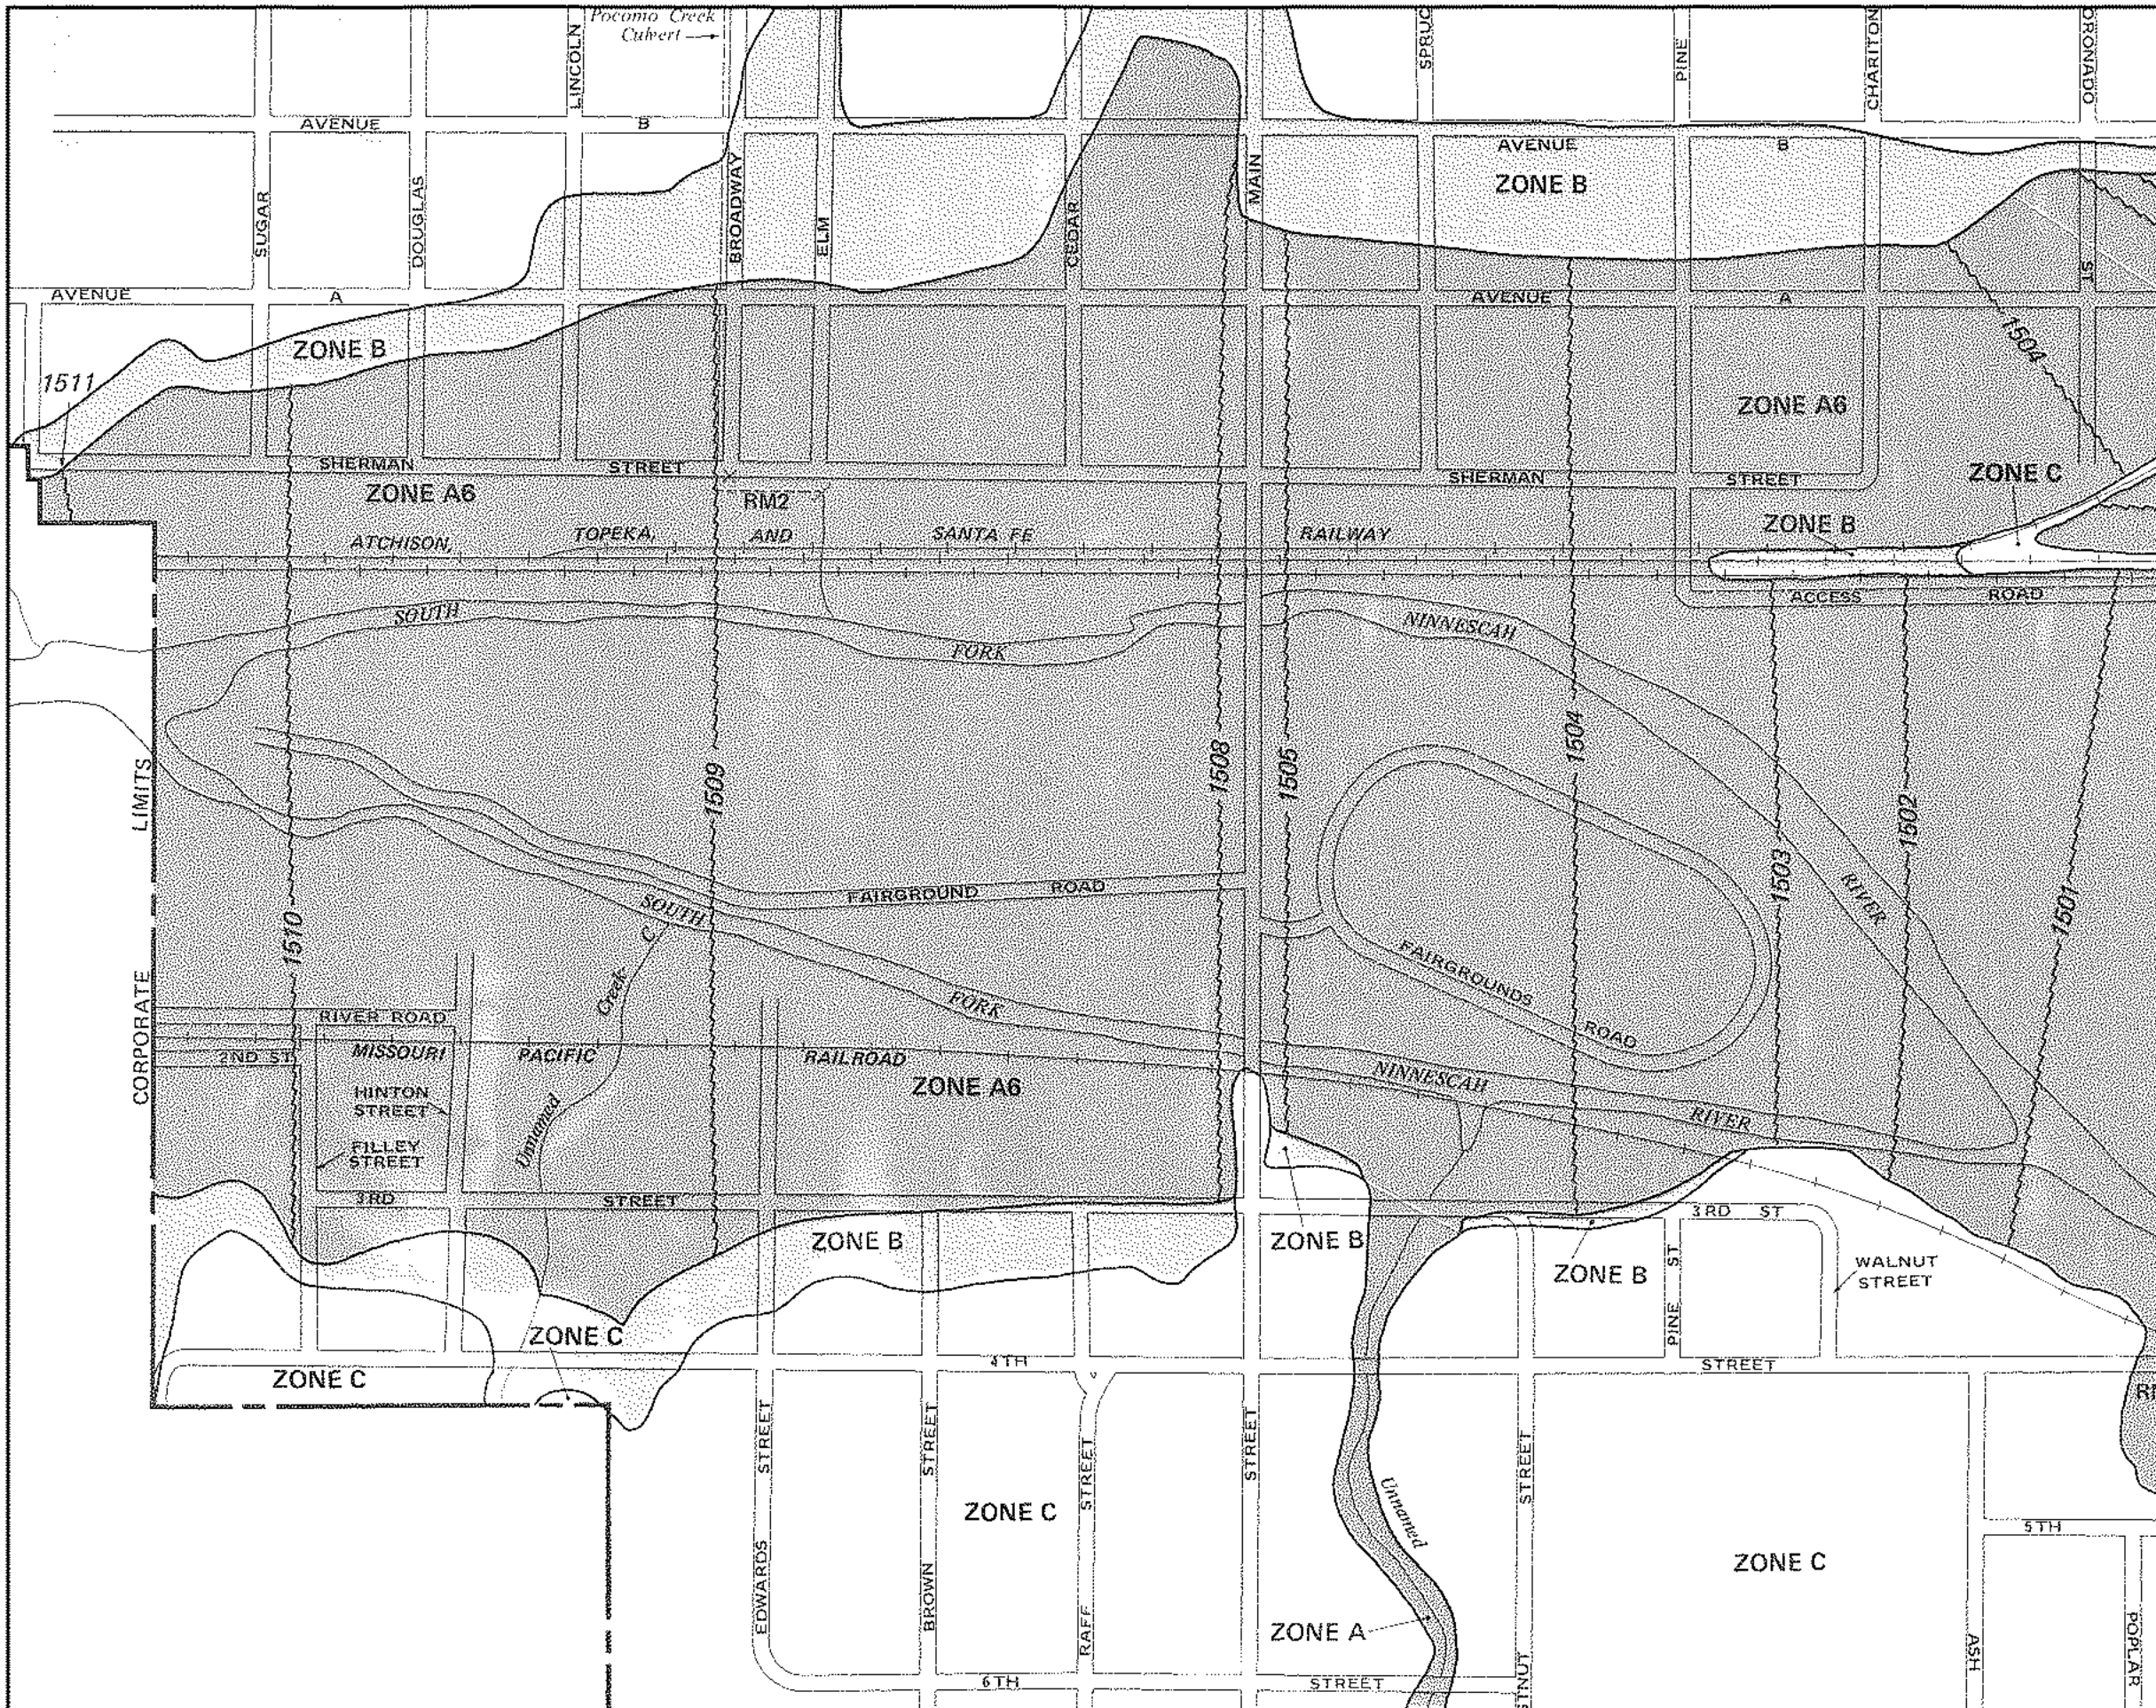 Pocomo Creek
Culvert
LINCOLN
SPRUC
PINE
CHARITON
ORONADO
AVENUE B
AVENUE B
ZONE B
SUGAR
DOUGLAS
BROADWAY
ELM
CEDAR
MAIN
ST
AVENUE A
AVENUE A
ZONE B
1511
1504
ZONE A6
SHERMAN STREET
SHERMAN STREET
ZONE C
ZONE A6
RM2
ZONE B
ATCHISON, TOPEKA, AND SANTA FE RAILWAY
ACCESS ROAD
SOUTH FORK NINNESCAH RIVER
1510
1509
1508
1505
1504
1503
1502
1501
FAIRGROUND ROAD
FAIRGROUNDS ROAD
SOUTH FORK NINNESCAH RIVER
C
Unnamed Creek
CORPORATE LIMITS
RIVER ROAD
2ND ST
MISSOURI PACIFIC RAILROAD
ZONE A6
HINTON
STREET
FILLEY
STREET
3RD STREET
3RD ST
ZONE B
ZONE B
ZONE B
PINE ST
WALNUT
STREET
ZONE C
ZONE C
4TH STREET
EDWARDS STREET
BROWN STREET
RAFF STREET
STREET
STREET
ZONE C
Unnamed
ZONE C
5TH
ZONE A
6TH STREET
ASH
POPLAR